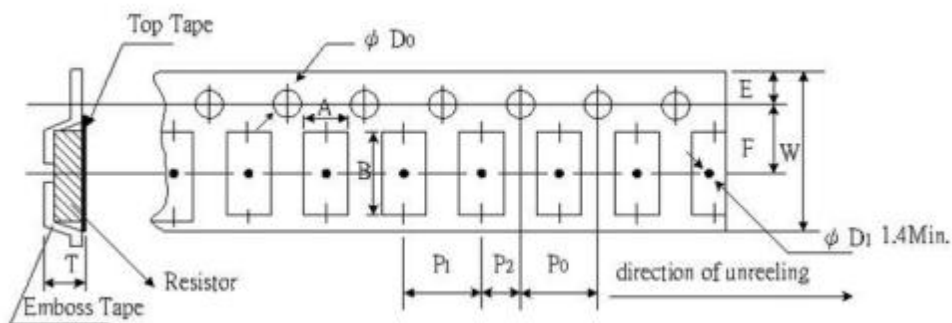 Top Tape
ϕ D0
E
A
F
W
B
ϕ D1 1.4Min.
T
P1
P2
P0
direction of unreeling
Resistor
Emboss Tape